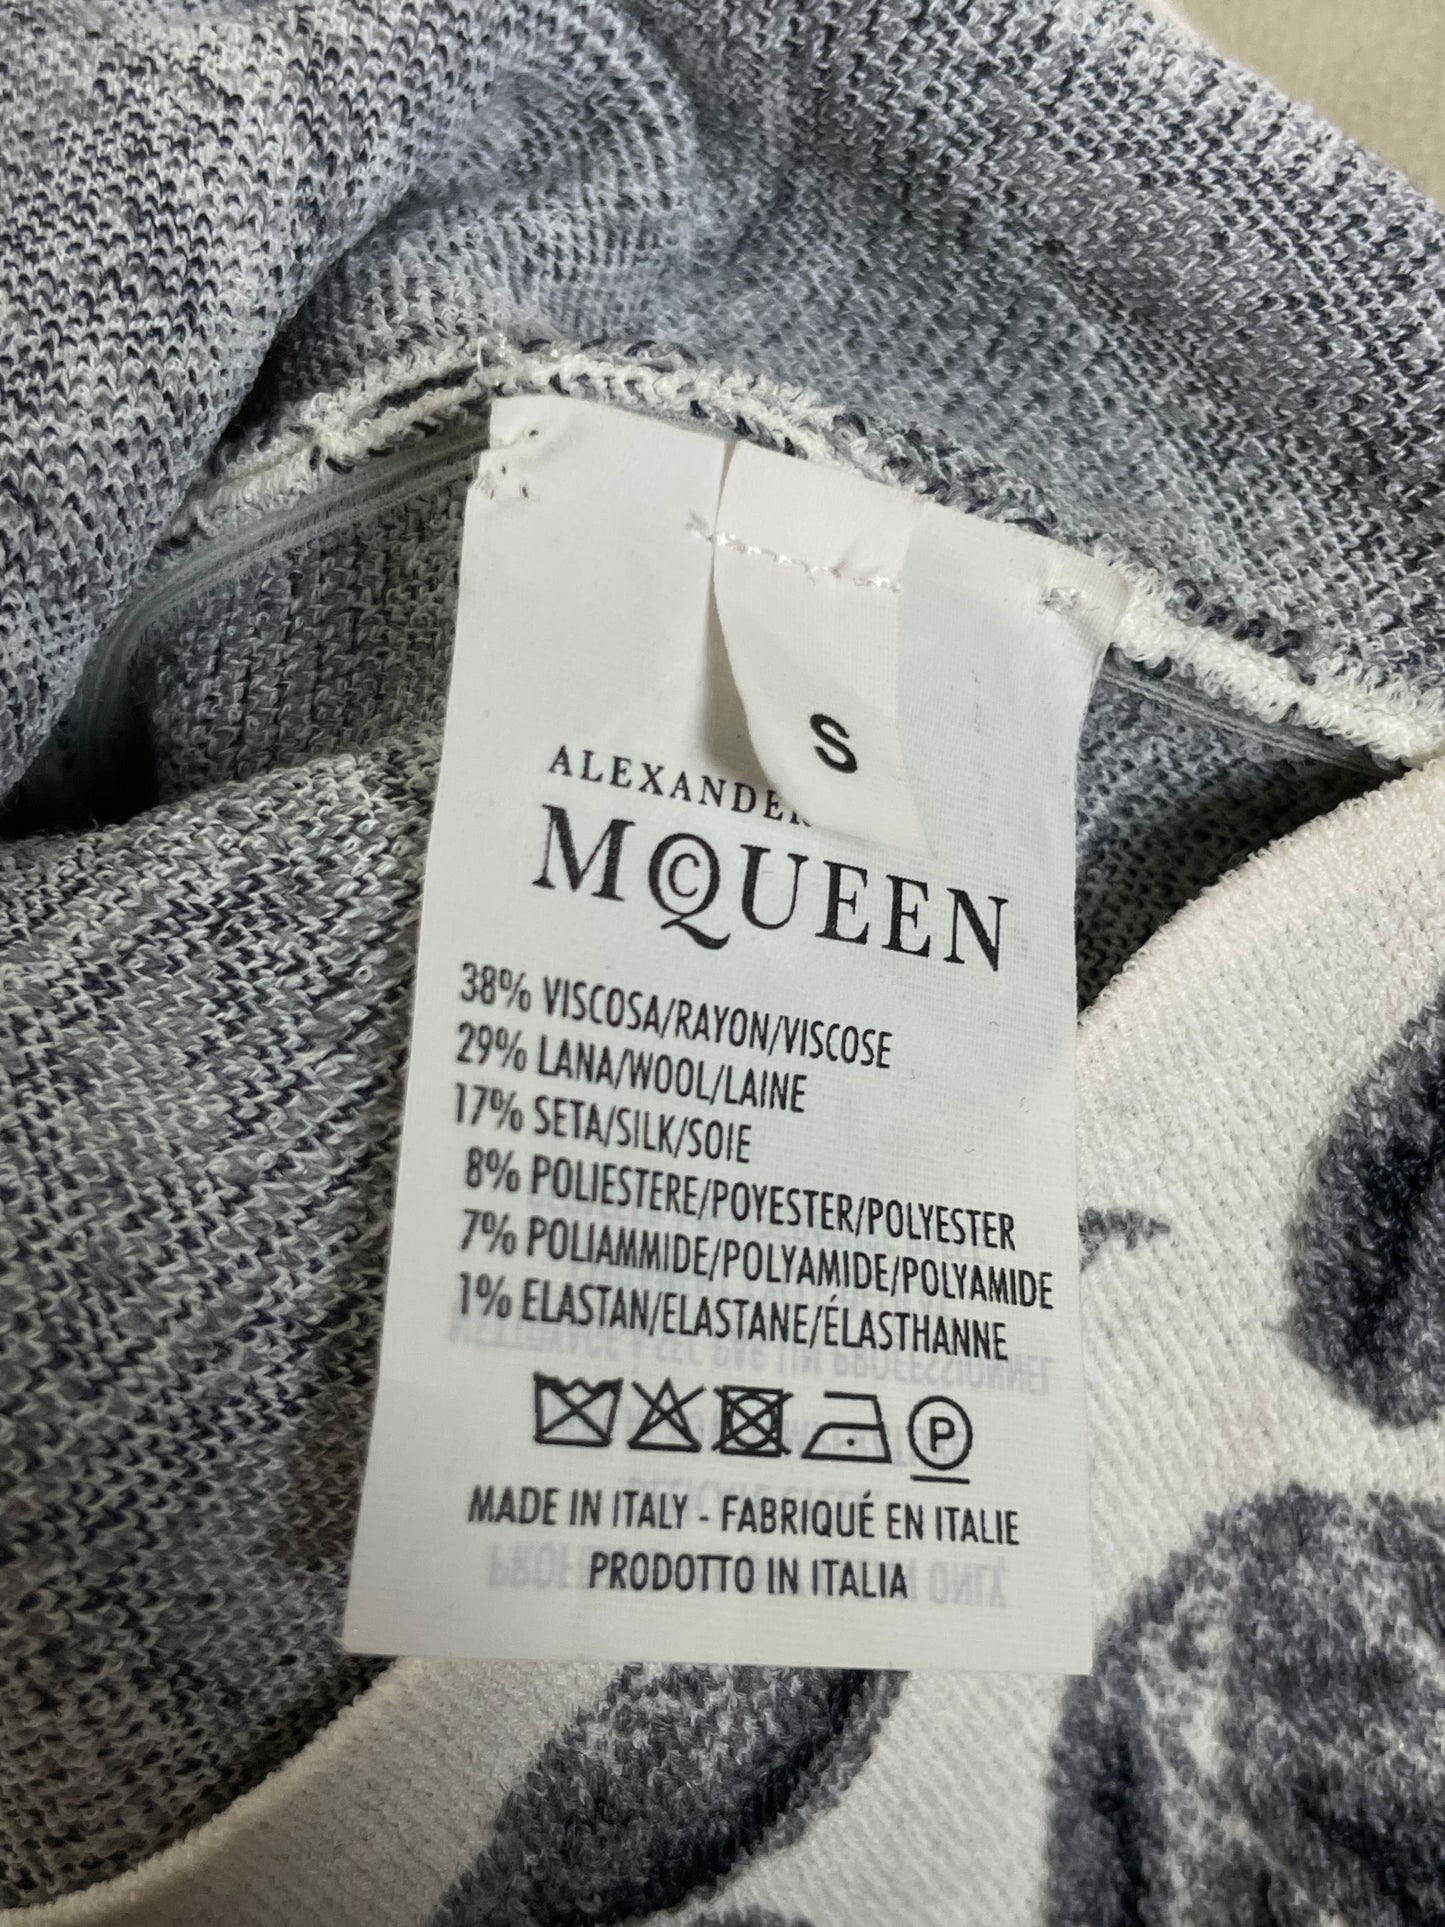 S
ALEXANDER
McQUEEN
38% VISCOSA/RAYON/VISCOSE
29% LANA/WOOL/LAINE
17% SETA/SILK/SOIE
8% POLIESTERE/POYESTER/POLYESTER
7% POLIAMMIDE/POLYAMIDE/POLYAMIDE
1% ELASTAN/ELASTANE/ÉLASTHANNE
P
MADE IN ITALY - FABRIQUÉ EN ITALIE
PRODOTTO IN ITALIA